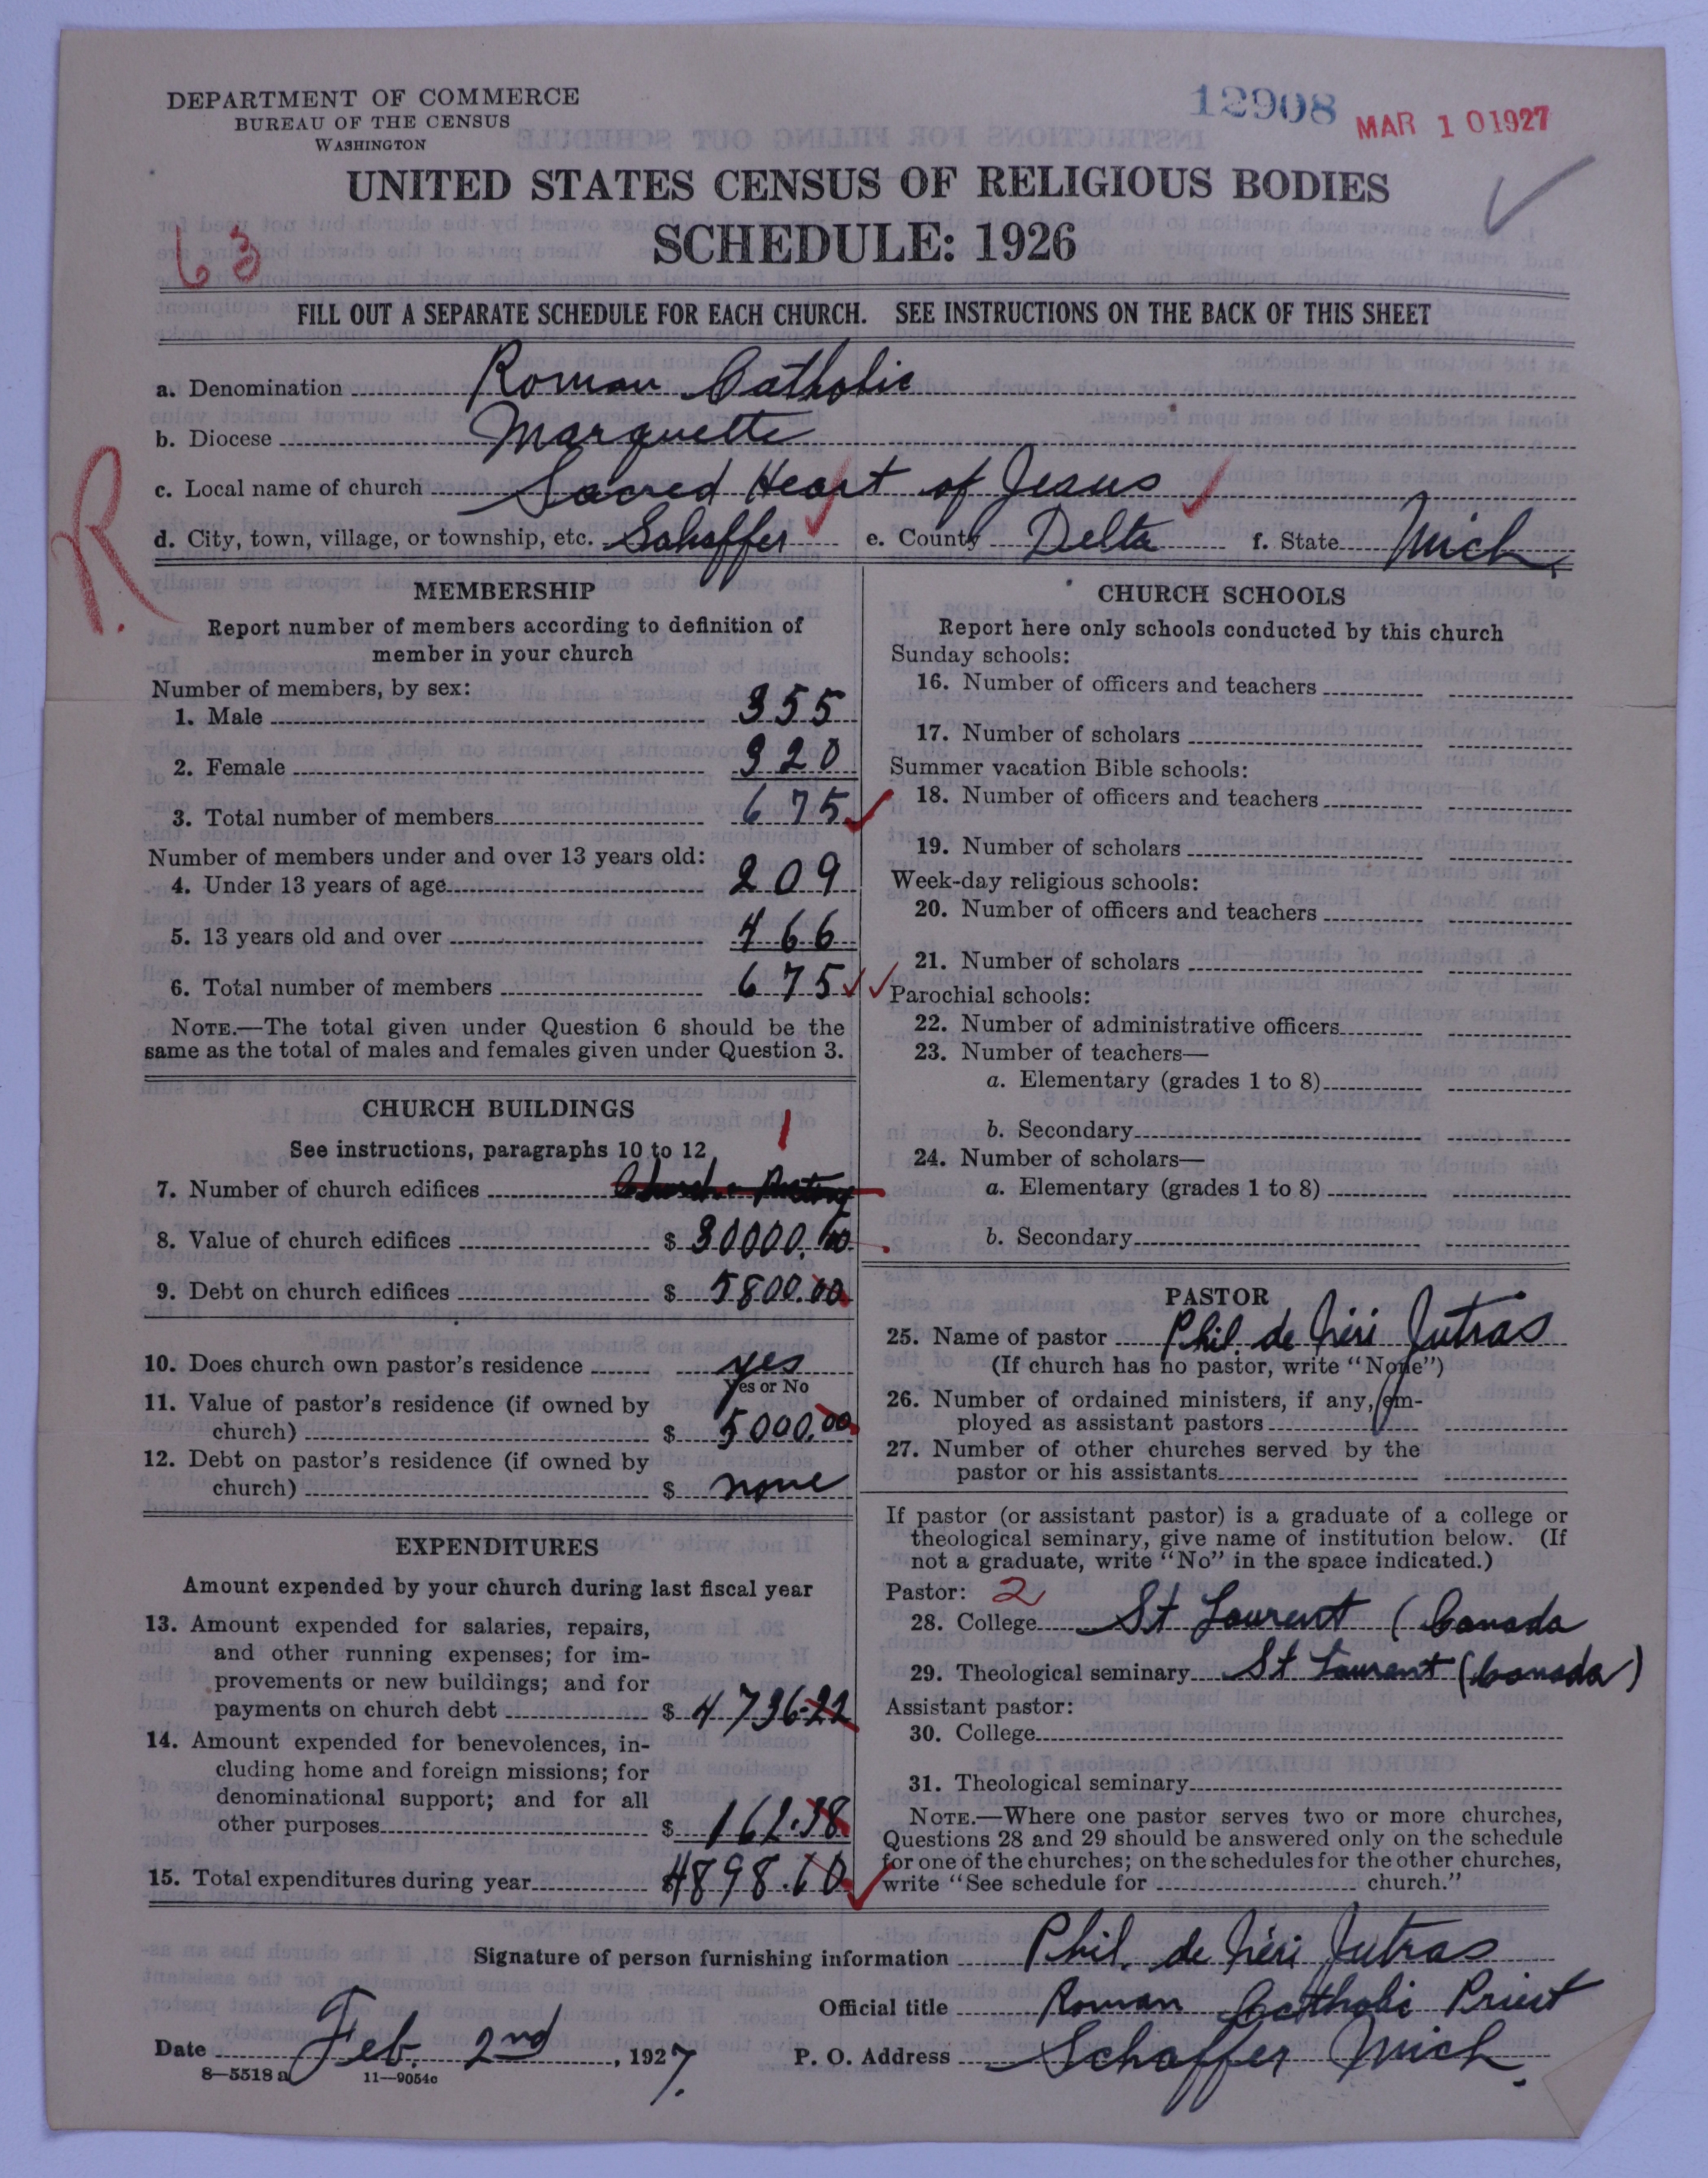 DEPARTMENT OF COMMERCE
BUREAU OF THE CENSUS
WASHINGTON
12908
MAR 10 1927
UNITED STATES CENSUS OF RELIGIOUS BODIES
SCHEDULE: 1926
63
FILL OUT A SEPARATE SCHEDULE FOR EACH CHURCH. SEE INSTRUCTIONS ON THE BACK OF THIS SHEET
a. Denomination Roman Catholic
b. Diocese Marquette
c. Local name of church Sacred Heart of Jesus
d. City, town, village, or township, etc. Schaffer e. County Delta f. State Mich.
R.
MEMBERSHIP
Report number of members according to definition of
member in your church
Number of members, by sex:
1. Male 355
2. Female 320
3. Total number of members 675
Number of members under and over 13 years old:
4. Under 13 years of age 209
5. 13 years old and over 466
6. Total number of members 675
NOTE.—The total given under Question 6 should be the
same as the total of males and females given under Question 3.
CHURCH BUILDINGS
See instructions, paragraphs 10 to 12
1
7. Number of church edifices
8. Value of church edifices $ 30000.00
9. Debt on church edifices $ 5800.00
10. Does church own pastor's residence yes
Yes or No
11. Value of pastor's residence (if owned by
church) $ 5000.00
12. Debt on pastor's residence (if owned by
church) $ none
EXPENDITURES
Amount expended by your church during last fiscal year
13. Amount expended for salaries, repairs,
and other running expenses; for im-
provements or new buildings; and for
payments on church debt $ 4736-22
14. Amount expended for benevolences, in-
cluding home and foreign missions; for
denominational support; and for all
other purposes $ 162.38
15. Total expenditures during year 4898.60
CHURCH SCHOOLS
Report here only schools conducted by this church
Sunday schools:
16. Number of officers and teachers
17. Number of scholars
Summer vacation Bible schools:
18. Number of officers and teachers
19. Number of scholars
Week-day religious schools:
20. Number of officers and teachers
21. Number of scholars
Parochial schools:
22. Number of administrative officers
23. Number of teachers—
a. Elementary (grades 1 to 8)
b. Secondary
24. Number of scholars—
a. Elementary (grades 1 to 8)
b. Secondary
PASTOR
25. Name of pastor Phil. de Néri Jutras
(If church has no pastor, write "None")
26. Number of ordained ministers, if any, em-
ployed as assistant pastors
27. Number of other churches served by the
pastor or his assistants
If pastor (or assistant pastor) is a graduate of a college or
theological seminary, give name of institution below. (If
not a graduate, write "No" in the space indicated.)
Pastor: 2
28. College St Laurent (Canada
29. Theological seminary St Laurent (Canada)
Assistant pastor:
30. College
31. Theological seminary
NOTE.—Where one pastor serves two or more churches,
Questions 28 and 29 should be answered only on the schedule
for one of the churches; on the schedules for the other churches,
write "See schedule for church."
Signature of person furnishing information Phil. de Néri Jutras
Official title Roman Catholic Priest
Date Feb. 2nd, 1927. P. O. Address Schaffer Mich.
8—5518 a 11—9054c